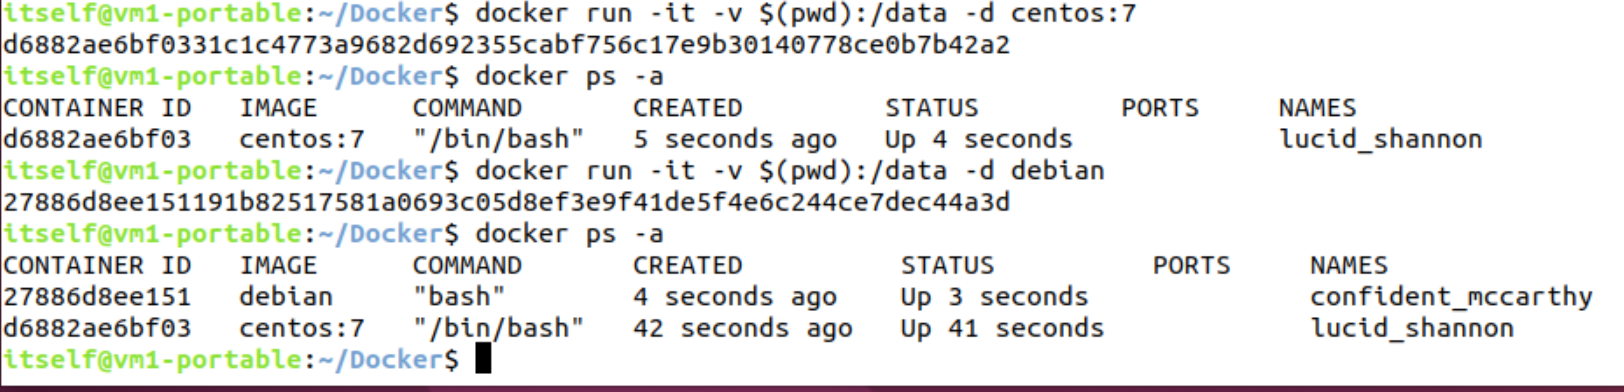 itself@vm1-portable:~/Docker$ docker run -it -v $(pwd):/data -d centos:7
d6882ae6bf0331c1c4773a9682d692355cabf756c17e9b30140778ce0b7b42a2
itself@vm1-portable:~/Docker$ docker ps -a
CONTAINER ID   IMAGE      COMMAND       CREATED         STATUS         PORTS     NAMES
d6882ae6bf03   centos:7   "/bin/bash"   5 seconds ago   Up 4 seconds             lucid_shannon
itself@vm1-portable:~/Docker$ docker run -it -v $(pwd):/data -d debian
27886d8ee151191b82517581a0693c05d8ef3e9f41de5f4e6c244ce7dec44a3d
itself@vm1-portable:~/Docker$ docker ps -a
CONTAINER ID   IMAGE      COMMAND       CREATED          STATUS          PORTS     NAMES
27886d8ee151   debian     "bash"        4 seconds ago    Up 3 seconds              confident_mccarthy
d6882ae6bf03   centos:7   "/bin/bash"   42 seconds ago   Up 41 seconds             lucid_shannon
itself@vm1-portable:~/Docker$